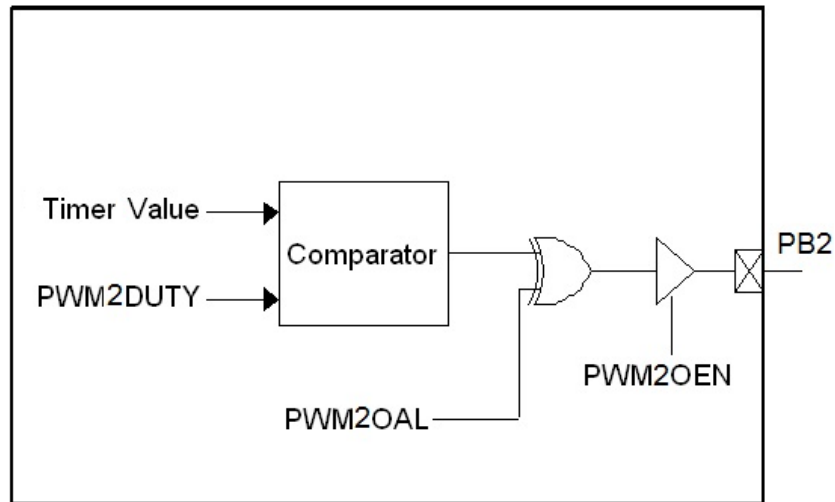 Timer Value
PWM2DUTY
Comparator
PWM2OAL
PWM2OEN
PB2